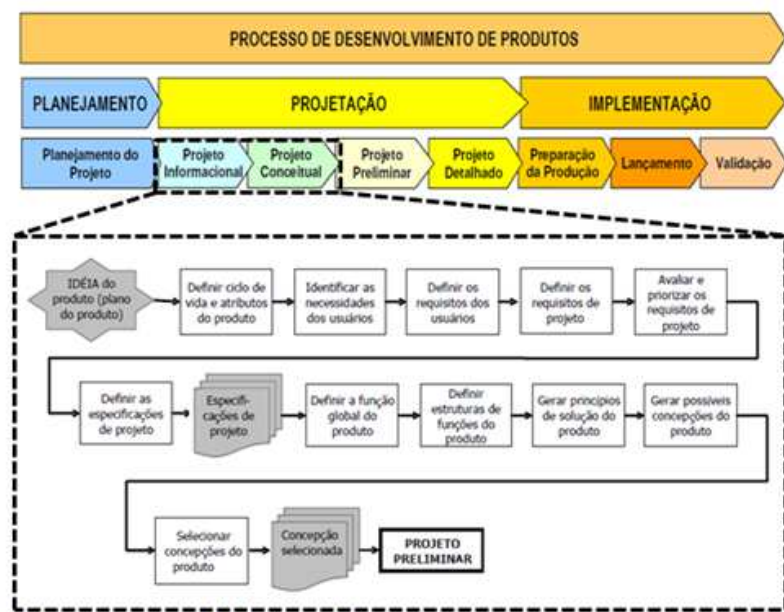 PROCESSO DE DESENVOLVIMENTO DE PRODUTOS
PLANEJAMENTO
PROJETAÇÃO
IMPLEMENTAÇÃO
Planejamento do
Projeto
Projeto
Informacional
Projeto
Conceitual
Projeto
Preliminar
Projeto
Detalhado
Preparação
da Produção
Lançamento
Validação
IDÉIA do
produto (plano
do produto)
Definir ciclo de
vida e atributos
do produto
Identificar as
necessidades
dos usuários
Definir os
requisitos dos
usuários
Definir os
requisitos de
projeto
Avaliar e
priorizar os
requisitos de
projeto
Definir as
especificações
de projeto
Especifi-
cações de
projeto
Definir a função
global do
produto
Definir
estruturas de
funções do
produto
Gerar princípios
de solução do
produto
Gerar possíveis
concepções do
produto
Selecionar
concepções do
produto
Concepção
selecionada
PROJETO
PRELIMINAR